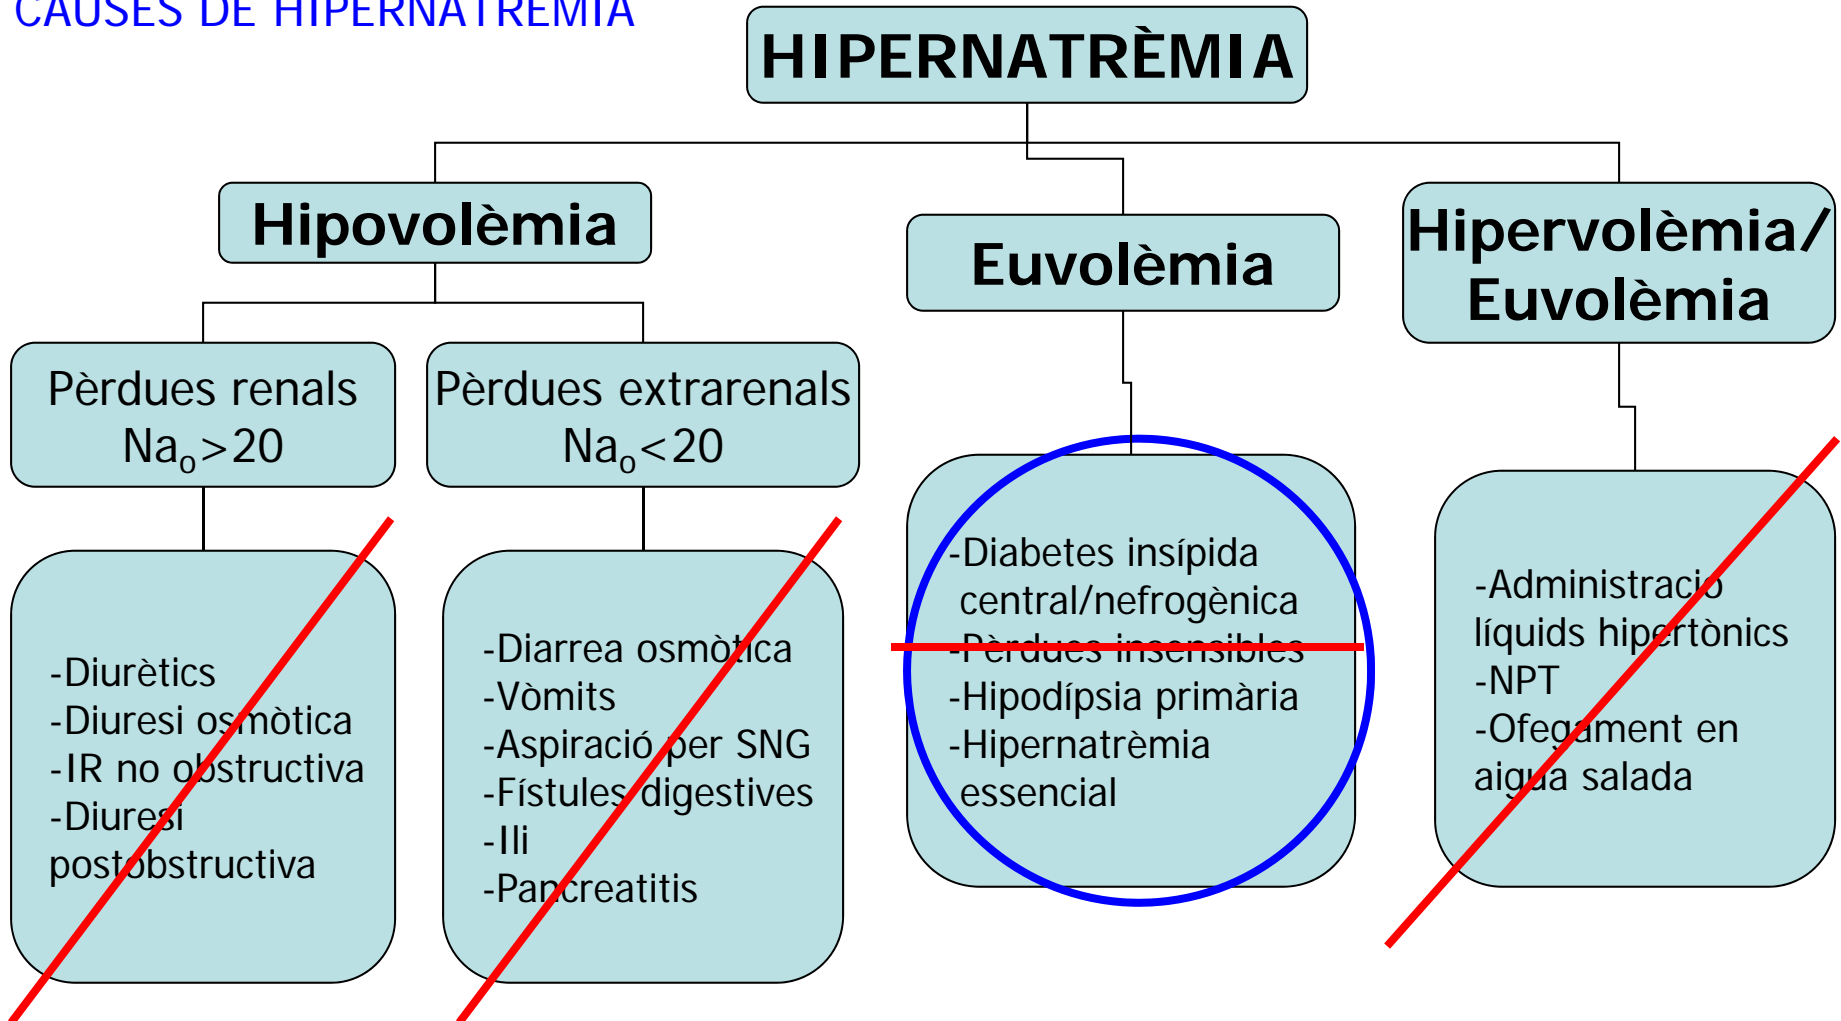 CAUSES DE HIPERNATRÈMIA
HIPERNATRÈMIA
Hipovolèmia
Euvolèmia
Hipervolèmia/
Euvolèmia
Pèrdues renals
Na₀>20
Pèrdues extrarenals
Na₀<20
-Diurètics
-Diuresi osmòtica
-IR no obstructiva
-Diuresi
postobstructiva
-Diarrea osmòtica
-Vòmits
-Aspiració per SNG
-Fístules digestives
-Ili
-Pancreatitis
-Diabetes insípida
central/nefrogènica
-Pèrdues insensibles
-Hipodípsia primària
-Hipernatrèmia
essencial
-Administració
líquids hipertònics
-NPT
-Ofegament en
aigua salada